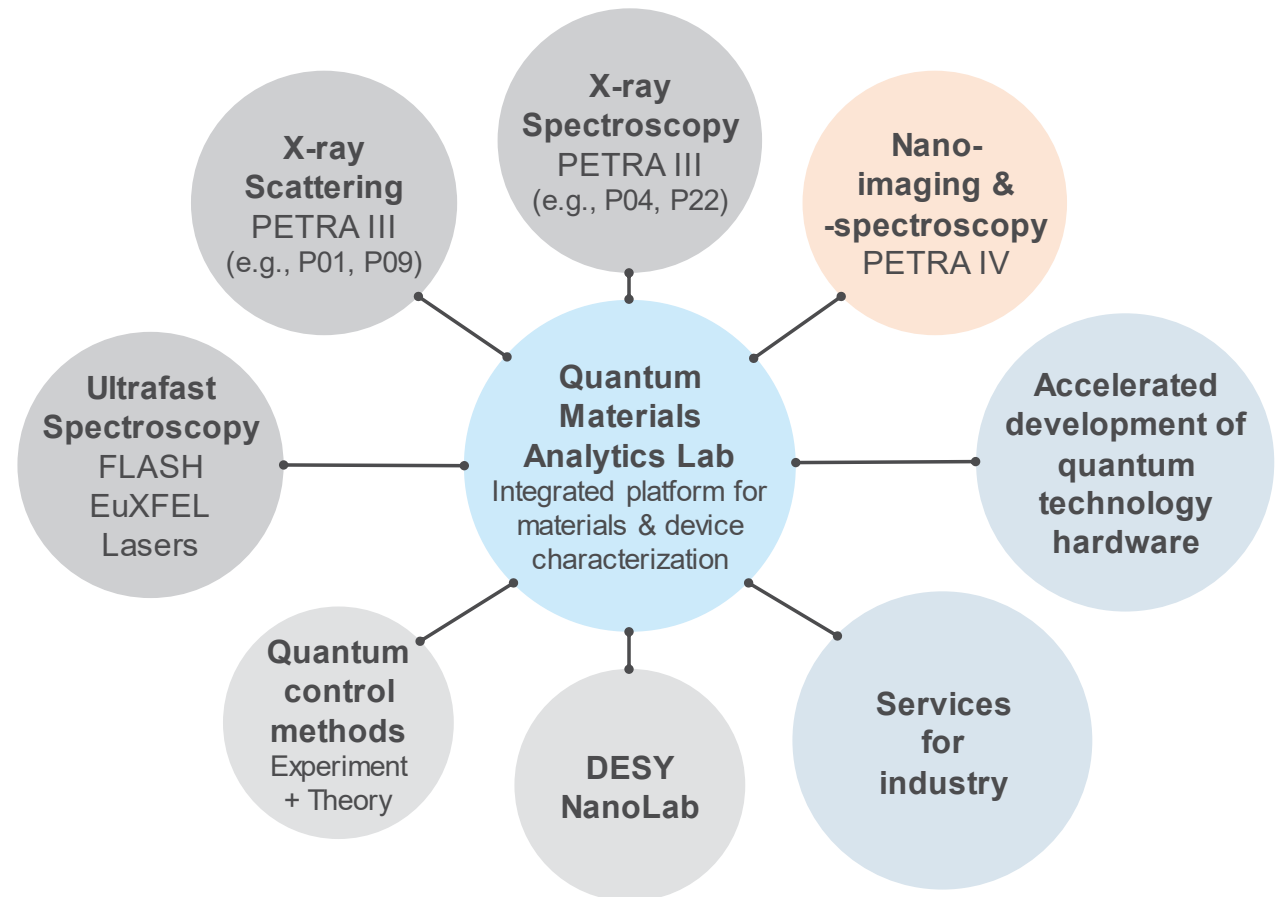 X-ray
Spectroscopy
PETRA III
(e.g., P04, P22)
X-ray
Scattering
PETRA III
(e.g., P01, P09)
Nano-
imaging &
-spectroscopy
PETRA IV
Ultrafast
Spectroscopy
FLASH
EuXFEL
Lasers
Quantum
Materials
Analytics Lab
Integrated platform for
materials & device
characterization
Accelerated
development of
quantum
technology
hardware
Quantum
control
methods
Experiment
+ Theory
DESY
NanoLab
Services
for
industry